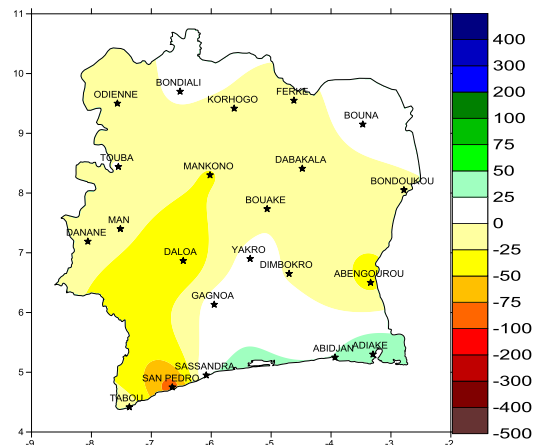 11
400
BONDIALI
300
10
ODIENNE
FERKE
200
KORHOGO
BOUNA
100
9
75
TOUBA
DABAKALA
50
MANKONO
BONDOUKOU
25
8
BOUAKE
0
MAN
DANANE
-25
YAKRO
7
DALOA
DIMBOKRO
ABENGOUROU
-50
GAGNOA
-75
6
-100
ABIDJAN
ADIAKE
-200
SASSANDRA
5
SAN PEDRO
-300
TABOU
-400
4
-500
-9
-8
-7
-6
-5
-4
-3
-2